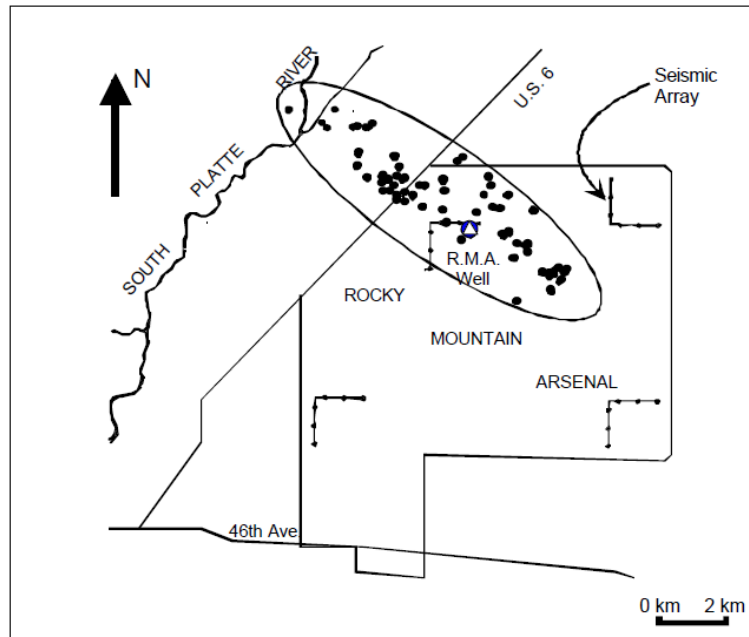 N
RIVER
U.S. 6
Seismic
Array
PLATTE
SOUTH
R.M.A.
Well
ROCKY
MOUNTAIN
ARSENAL
46th Ave.
0 km 2 km